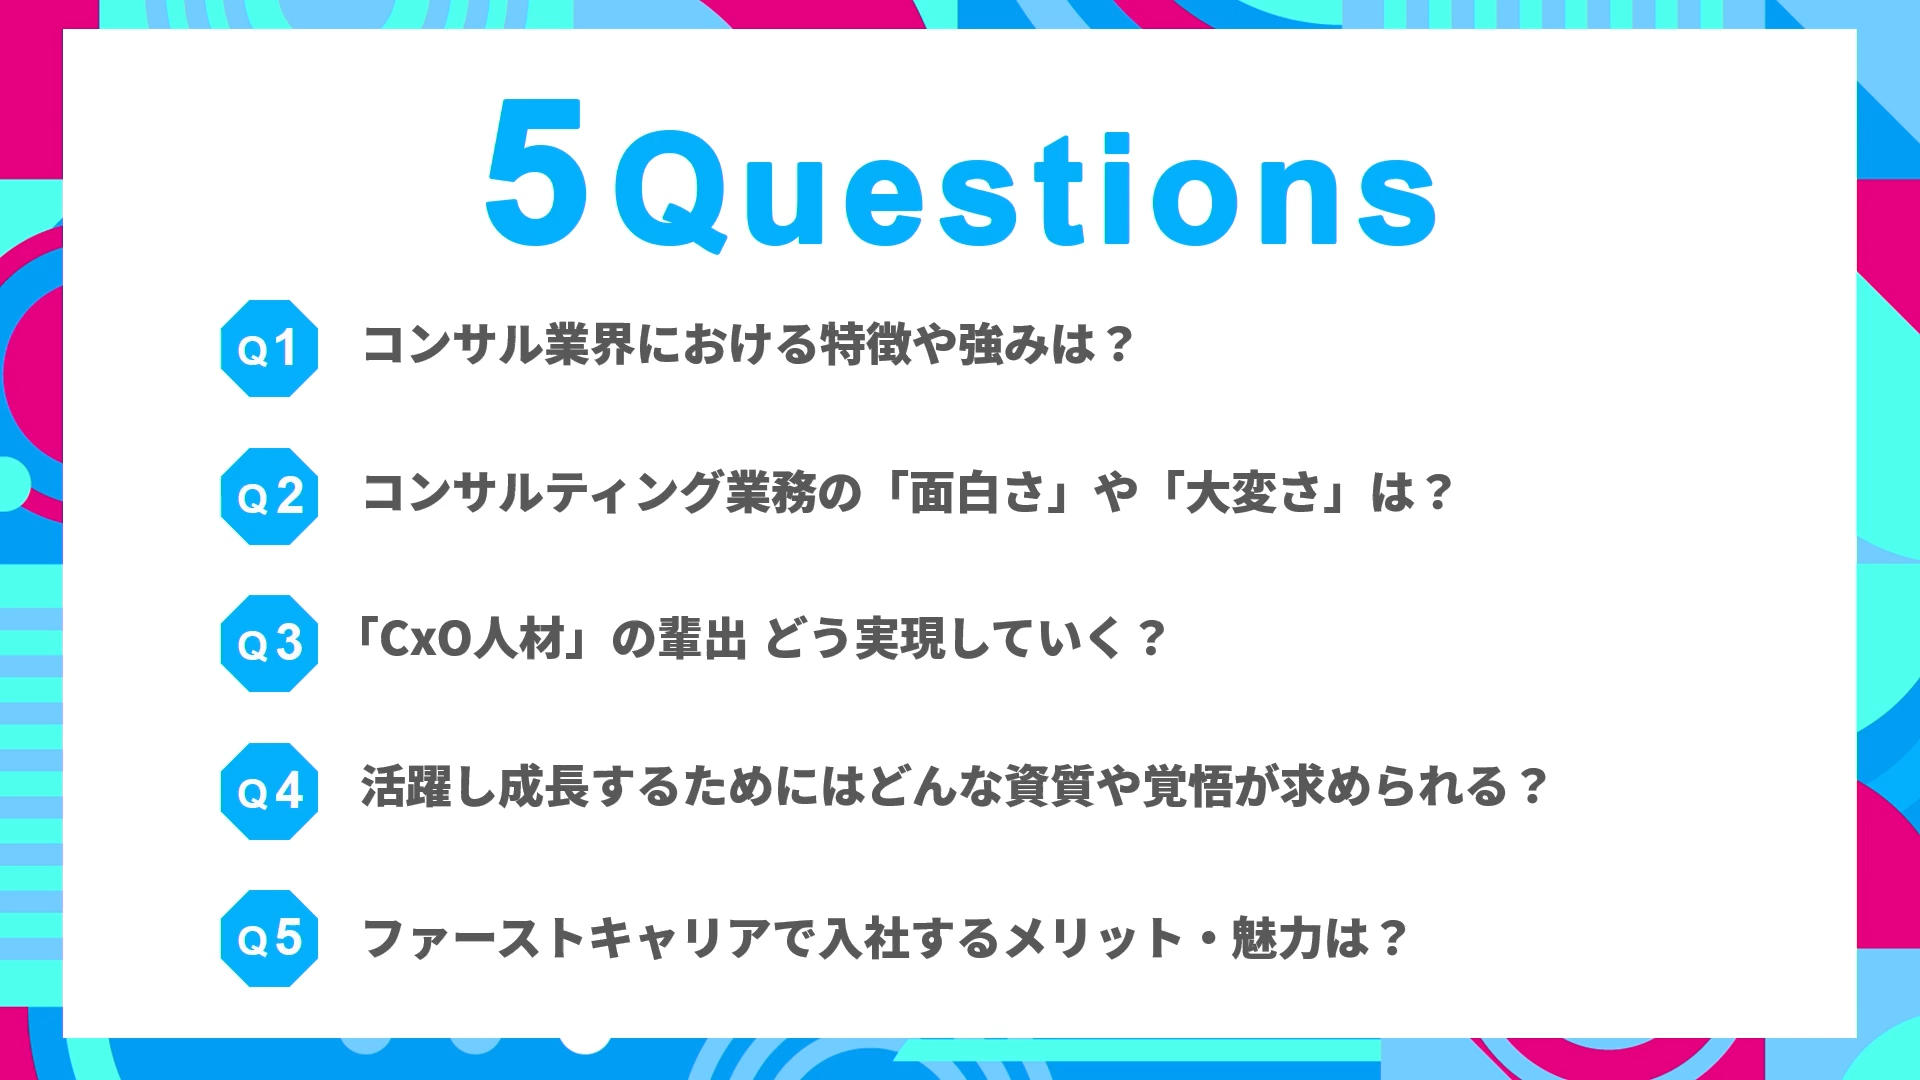 5Questions
Q1 コンサル業界における特徴や強みは？
Q2 コンサルティング業務の「面白さ」や「大変さ」は？
Q3 「CxO人材」の輩出 どう実現していく？
Q4 活躍し成長するためにはどんな資質や覚悟が求められる？
Q5 ファーストキャリアで入社するメリット・魅力は？